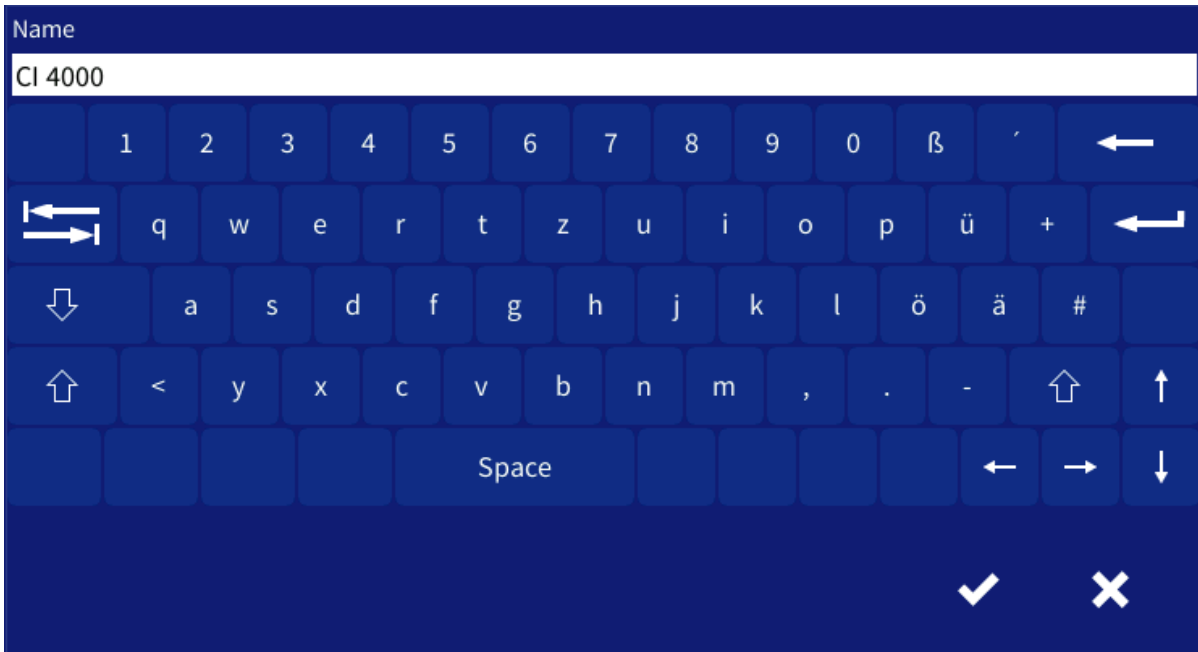 Name
CI 4000
1 2 3 4 5 6 7 8 9 0 ß ´
q w e r t z u i o p ü +
a s d f g h j k l ö ä #
< y x c v b n m , . -
Space